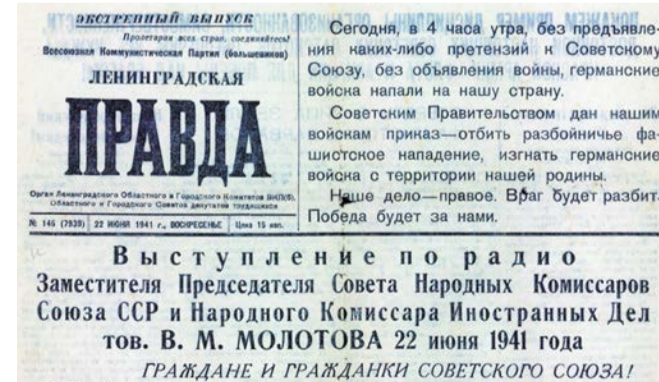 ЭКСТРЕННЫЙ ВЫПУСК
Пролетарии всех стран, соединяйтесь!
Всесоюзная Коммунистическая Партия (большевиков)
ЛЕНИНГРАДСКАЯ
ПРАВДА
Орган Ленинградского Областного и Городского Комитетов ВКП(б),
Областного и Городского Советов депутатов трудящихся
№ 146 (7939) 22 ИЮНЯ 1941 г., ВОСКРЕСЕНЬЕ Цена 15 коп.
Сегодня, в 4 часа утра, без предъявле-
ния каких-либо претензий к Советскому
Союзу, без объявления войны, германские
войска напали на нашу страну.
Советским Правительством дан нашим
войскам приказ—отбить разбойничье фа-
шистское нападение, изгнать германские
войска с территории нашей родины.
Наше дело—правое. Враг будет разбит.
Победа будет за нами.
Выступление по радио
Заместителя Председателя Совета Народных Комиссаров
Союза ССР и Народного Комиссара Иностранных Дел
тов. В. М. МОЛОТОВА 22 июня 1941 года
ГРАЖДАНЕ И ГРАЖДАНКИ СОВЕТСКОГО СОЮЗА!